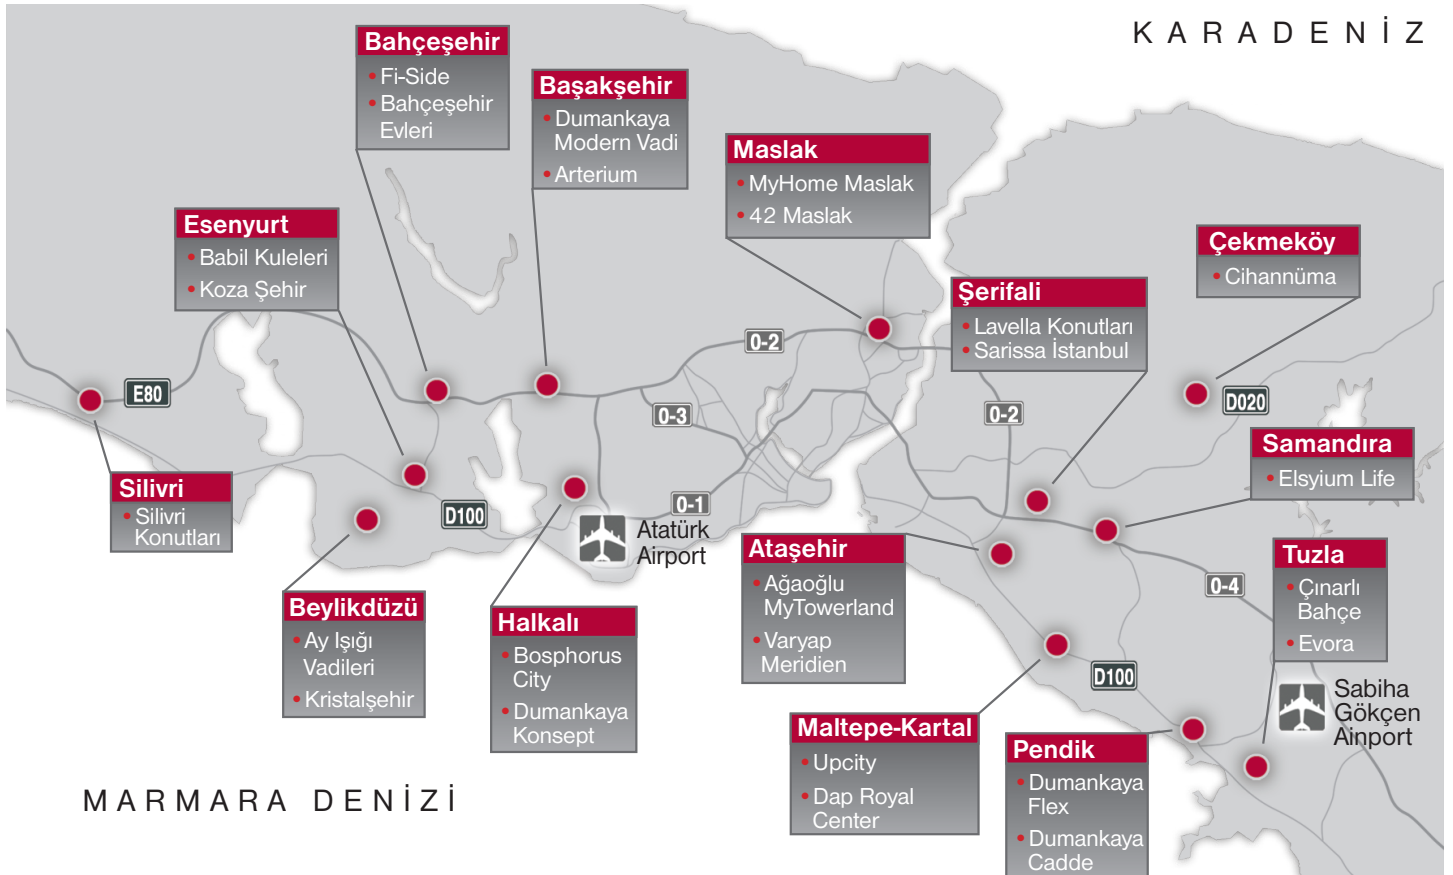 KARADENİZ
Bahçeşehir
• Fi-Side
• Bahçeşehir
Evleri
Başakşehir
• Dumankaya
Modern Vadi
• Arterium
Maslak
• MyHome Maslak
• 42 Maslak
Esenyurt
• Babil Kuleleri
• Koza Şehir
Çekmeköy
• Cihannüma
Şerifali
• Lavella Konutları
• Sarissa İstanbul
0-2
E80
0-3
0-2
D020
Samandıra
• Elsyium Life
Silivri
• Silivri
Konutları
D100
0-1
Atatürk
Airport
Ataşehir
• Ağaoğlu
MyTowerland
• Varyap
Meridien
Tuzla
• Çınarlı
Bahçe
• Evora
0-4
Beylikdüzü
• Ay Işığı
Vadileri
• Kristalşehir
Halkalı
• Bosphorus
City
• Dumankaya
Konsept
D100
Sabiha
Gökçen
Ainport
Maltepe-Kartal
• Upcity
• Dap Royal
Center
Pendik
• Dumankaya
Flex
• Dumankaya
Cadde
MARMARA DENİZİ